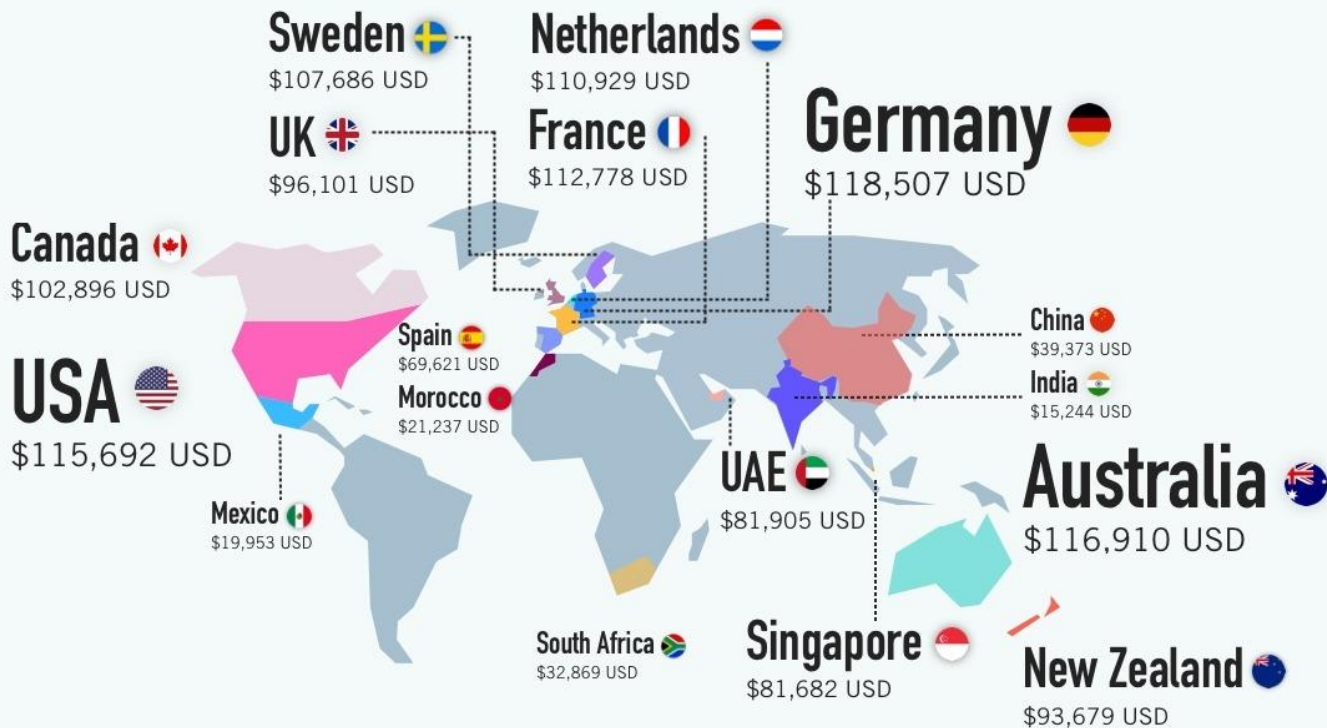 Sweden
$107,686 USD
Netherlands
$110,929 USD
UK
$96,101 USD
France
$112,778 USD
Germany
$118,507 USD
Canada
$102,896 USD
USA
$115,692 USD
Spain
$69,621 USD
Morocco
$21,237 USD
China
$39,373 USD
India
$15,244 USD
Mexico
$19,953 USD
UAE
$81,905 USD
Australia
$116,910 USD
South Africa
$32,869 USD
Singapore
$81,682 USD
New Zealand
$93,679 USD